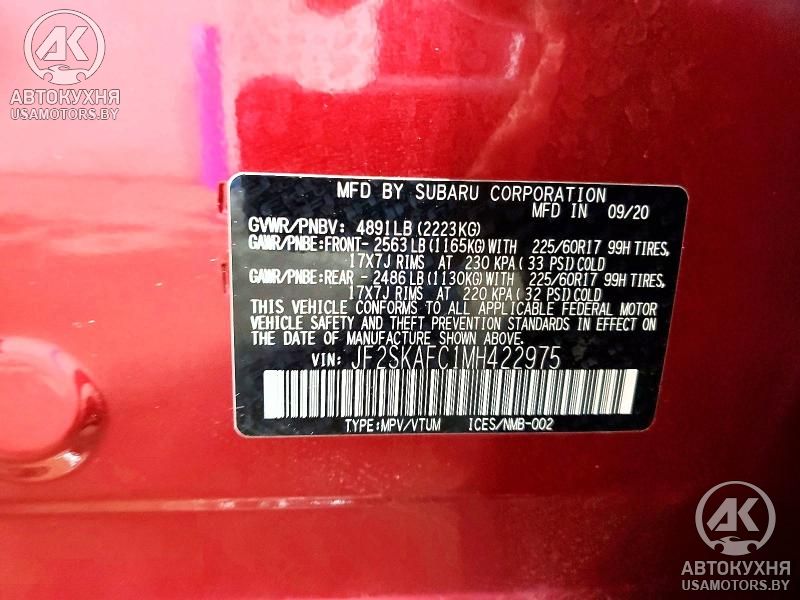 АК
АВТОКУХНЯ
USAMOTORS.BY
MFD BY SUBARU CORPORATION
MFD IN 09/20
GVWR/PNBV: 4891LB (2223KG)
GAWR/PNBE:FRONT- 2563LB(1165KG)WITH 225/60R17 99H TIRES,
17X7J RIMS AT 230 KPA (33 PSI)COLD
GAWR/PNBE:REAR - 2486LB(1130KG)WITH 225/60R17 99H TIRES,
17X7J RIMS AT 220 KPA (32 PSI)COLD
THIS VEHICLE CONFORMS TO ALL APPLICABLE FEDERAL MOTOR
VEHICLE SAFETY AND THEFT PREVENTION STANDARDS IN EFFECT
ON THE DATE OF MANUFACTURE SHOWN ABOVE.
VIN: JF2SKAFC1MH422975
TYPE:MPV/VTUM ICES/NMB-002
АК
АВТОКУХНЯ
USAMOTORS.BY